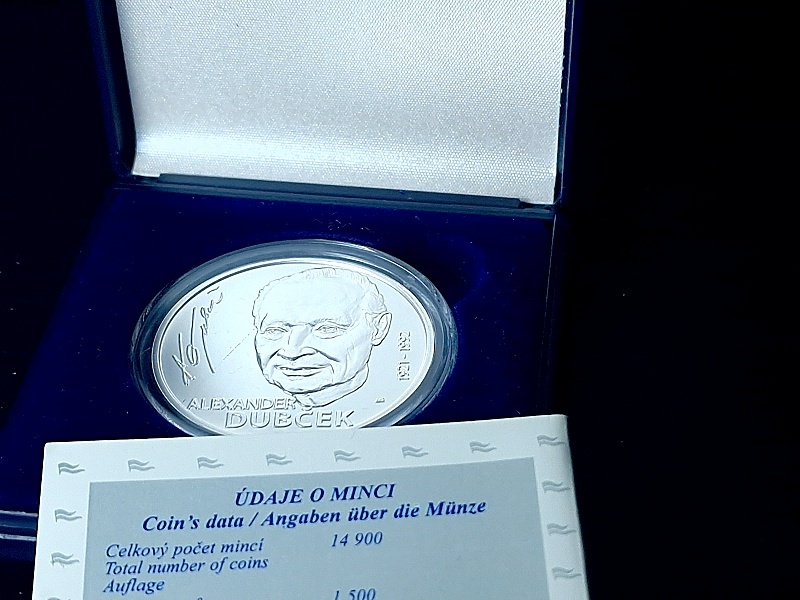 1921 - 1992
ALEXANDER
DUBČEK
ÚDAJE O MINCI
Coin's data / Angaben über die Münze
Celkový počet mincí 14 900
Total number of coins
Auflage
1 500